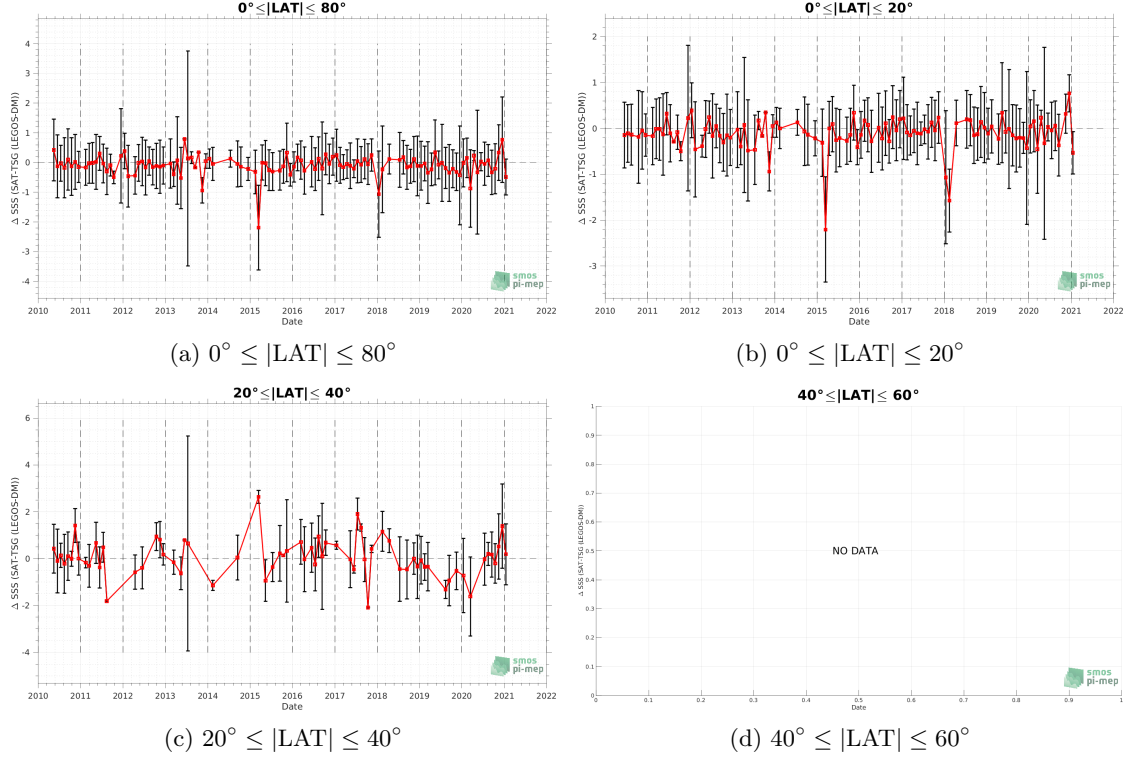 0°≤|LAT|≤ 80°
Δ SSS (SAT-TSG (LEGOS-DM))
4
3
2
1
0
-1
-2
-3
-4
2010 2011 2012 2013 2014 2015 2016 2017 2018 2019 2020 2021 2022
Date
smos
pi-mep
(a) 0° ≤ |LAT| ≤ 80°
0°≤|LAT|≤ 20°
Δ SSS (SAT-TSG (LEGOS-DM))
2
1
0
-1
-2
-3
2010 2011 2012 2013 2014 2015 2016 2017 2018 2019 2020 2021 2022
Date
smos
pi-mep
(b) 0° ≤ |LAT| ≤ 20°
20°≤|LAT|≤ 40°
Δ SSS (SAT-TSG (LEGOS-DM))
6
4
2
0
-2
-4
2010 2011 2012 2013 2014 2015 2016 2017 2018 2019 2020 2021 2022
Date
smos
pi-mep
(c) 20° ≤ |LAT| ≤ 40°
40°≤|LAT|≤ 60°
Δ SSS (SAT-TSG (LEGOS-DM))
1
0.9
0.8
0.7
0.6
0.5
0.4
0.3
0.2
0.1
0
NO DATA
0 0.1 0.2 0.3 0.4 0.5 0.6 0.7 0.8 0.9 1
Date
smos
pi-mep
(d) 40° ≤ |LAT| ≤ 60°